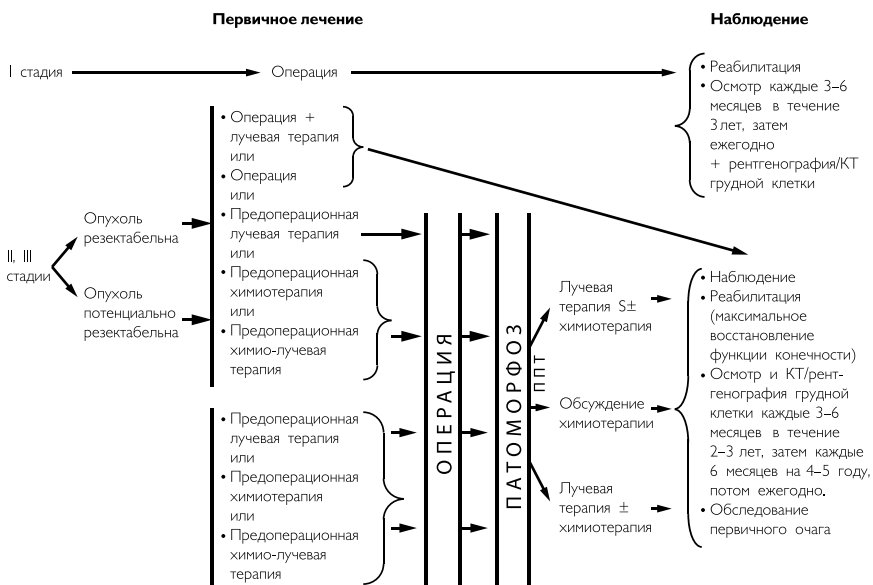 Первичное лечение
Наблюдение
I стадия
Операция
• Реабилитация
• Осмотр каждые 3–6
месяцев в течение
3 лет, затем
ежегодно
+ рентгенография/КТ
грудной клетки
II, III
стадии
Опухоль
резектабельна
Опухоль
потенциально
резектабельна
• Операция +
лучевая терапия
или
• Операция
или
• Предоперационная
лучевая терапия
или
• Предоперационная
химиотерапия
или
• Предоперационная
химио-лучевая
терапия
• Предоперационная
лучевая терапия
или
• Предоперационная
химиотерапия
или
• Предоперационная
химио-лучевая
терапия
ОПЕРАЦИЯ
ПАТОМОРФОЗ
ППТ
Лучевая
терапия S±
химиотерапия
Обсуждение
химиотерапии
Лучевая
терапия ±
химиотерапия
• Наблюдение
• Реабилитация
(максимальное
восстановление
функции конечности)
• Осмотр и КТ/рент-
генография грудной
клетки каждые 3–6
месяцев в течение
2–3 лет, затем каждые
6 месяцев на 4–5 году,
потом ежегодно.
• Обследование
первичного очага